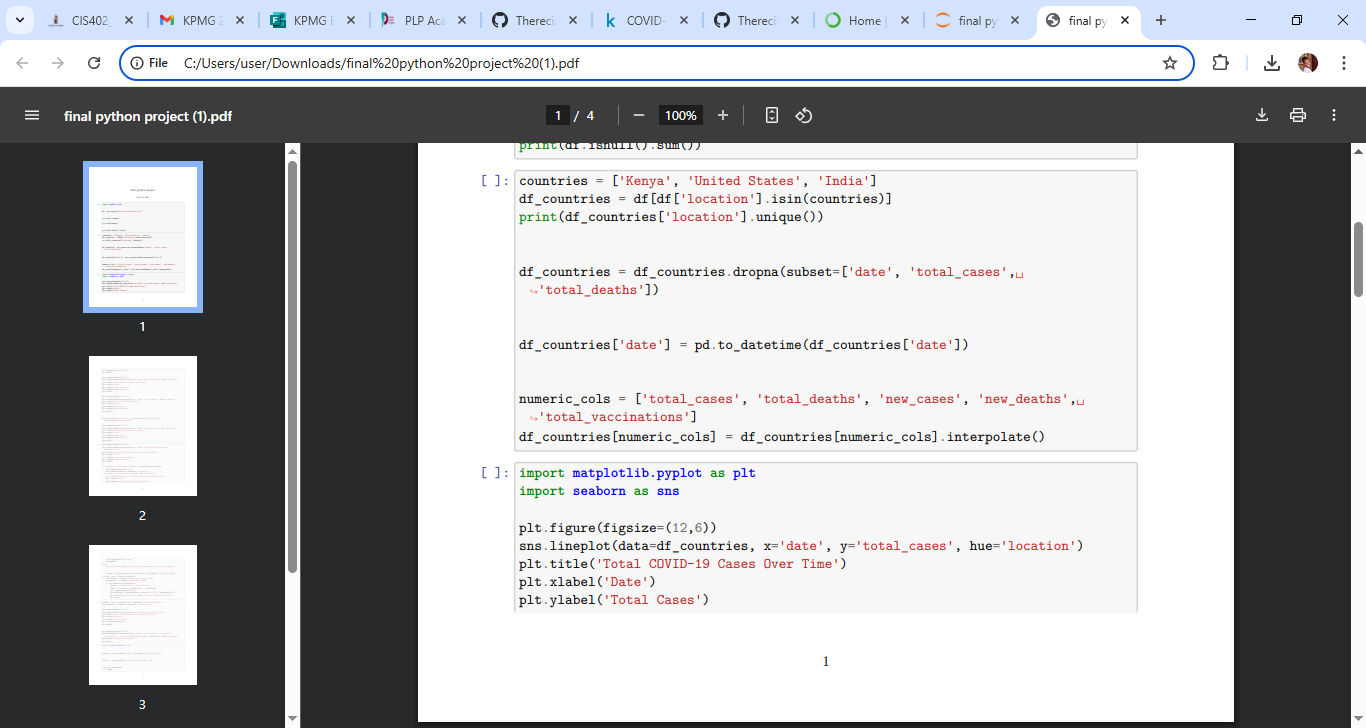 CIS402_
KPMG 2
KPMG E
PLP Aca
Thereci
COVID-
Thereci
Home |
final py
final py
File C:/Users/user/Downloads/final%20python%20project%20(1).pdf
final python project (1).pdf
1 / 4
100%
print(df.isnull().sum())
[ ]: countries = ['Kenya', 'United States', 'India']
df_countries = df[df['location'].isin(countries)]
print(df_countries['location'].unique())
df_countries = df_countries.dropna(subset=['date', 'total_cases',␣
↪'total_deaths'])
df_countries['date'] = pd.to_datetime(df_countries['date'])
numeric_cols = ['total_cases', 'total_deaths', 'new_cases', 'new_deaths',␣
↪'total_vaccinations']
df_countries[numeric_cols] = df_countries[numeric_cols].interpolate()
[ ]: import matplotlib.pyplot as plt
import seaborn as sns
plt.figure(figsize=(12,6))
sns.lineplot(data=df_countries, x='date', y='total_cases', hue='location')
plt.title('Total COVID-19 Cases Over Time')
plt.xlabel('Date')
plt.ylabel('Total Cases')
1
1
2
3